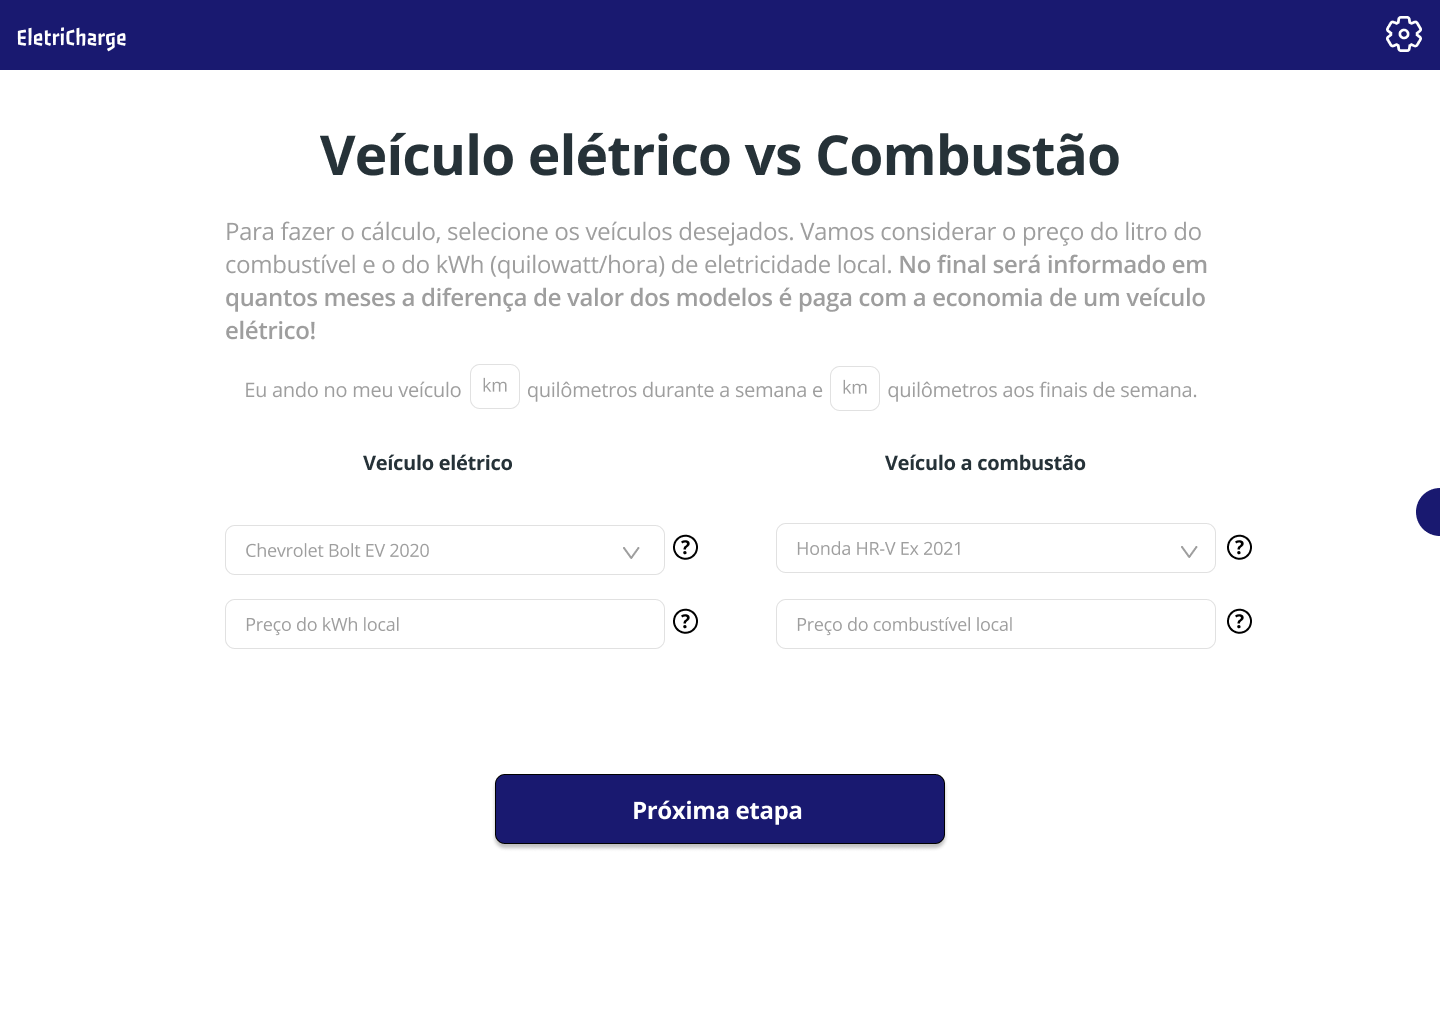 EletriCharge
Veículo elétrico vs Combustão
Para fazer o cálculo, selecione os veículos desejados. Vamos considerar o preço do litro do
combustível e o do kWh (quilowatt/hora) de eletricidade local. No final será informado em
quantos meses a diferença de valor dos modelos é paga com a economia de um veículo
elétrico!
Eu ando no meu veículo km quilômetros durante a semana e km quilômetros aos finais de semana.
Veículo elétrico
Veículo a combustão
Chevrolet Bolt EV 2020 ?
Honda HR-V Ex 2021 ?
Preço do kWh local ?
Preço do combustível local ?
Próxima etapa